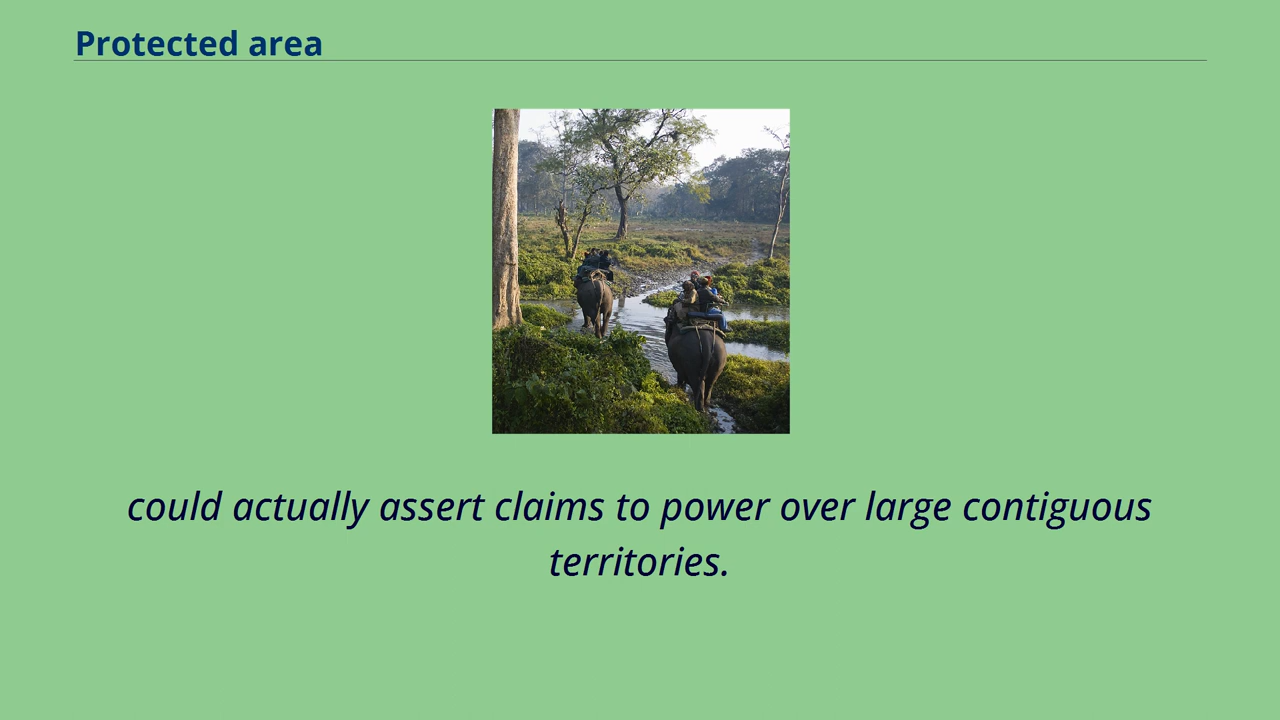 Protected area
could actually assert claims to power over large contiguous
territories.